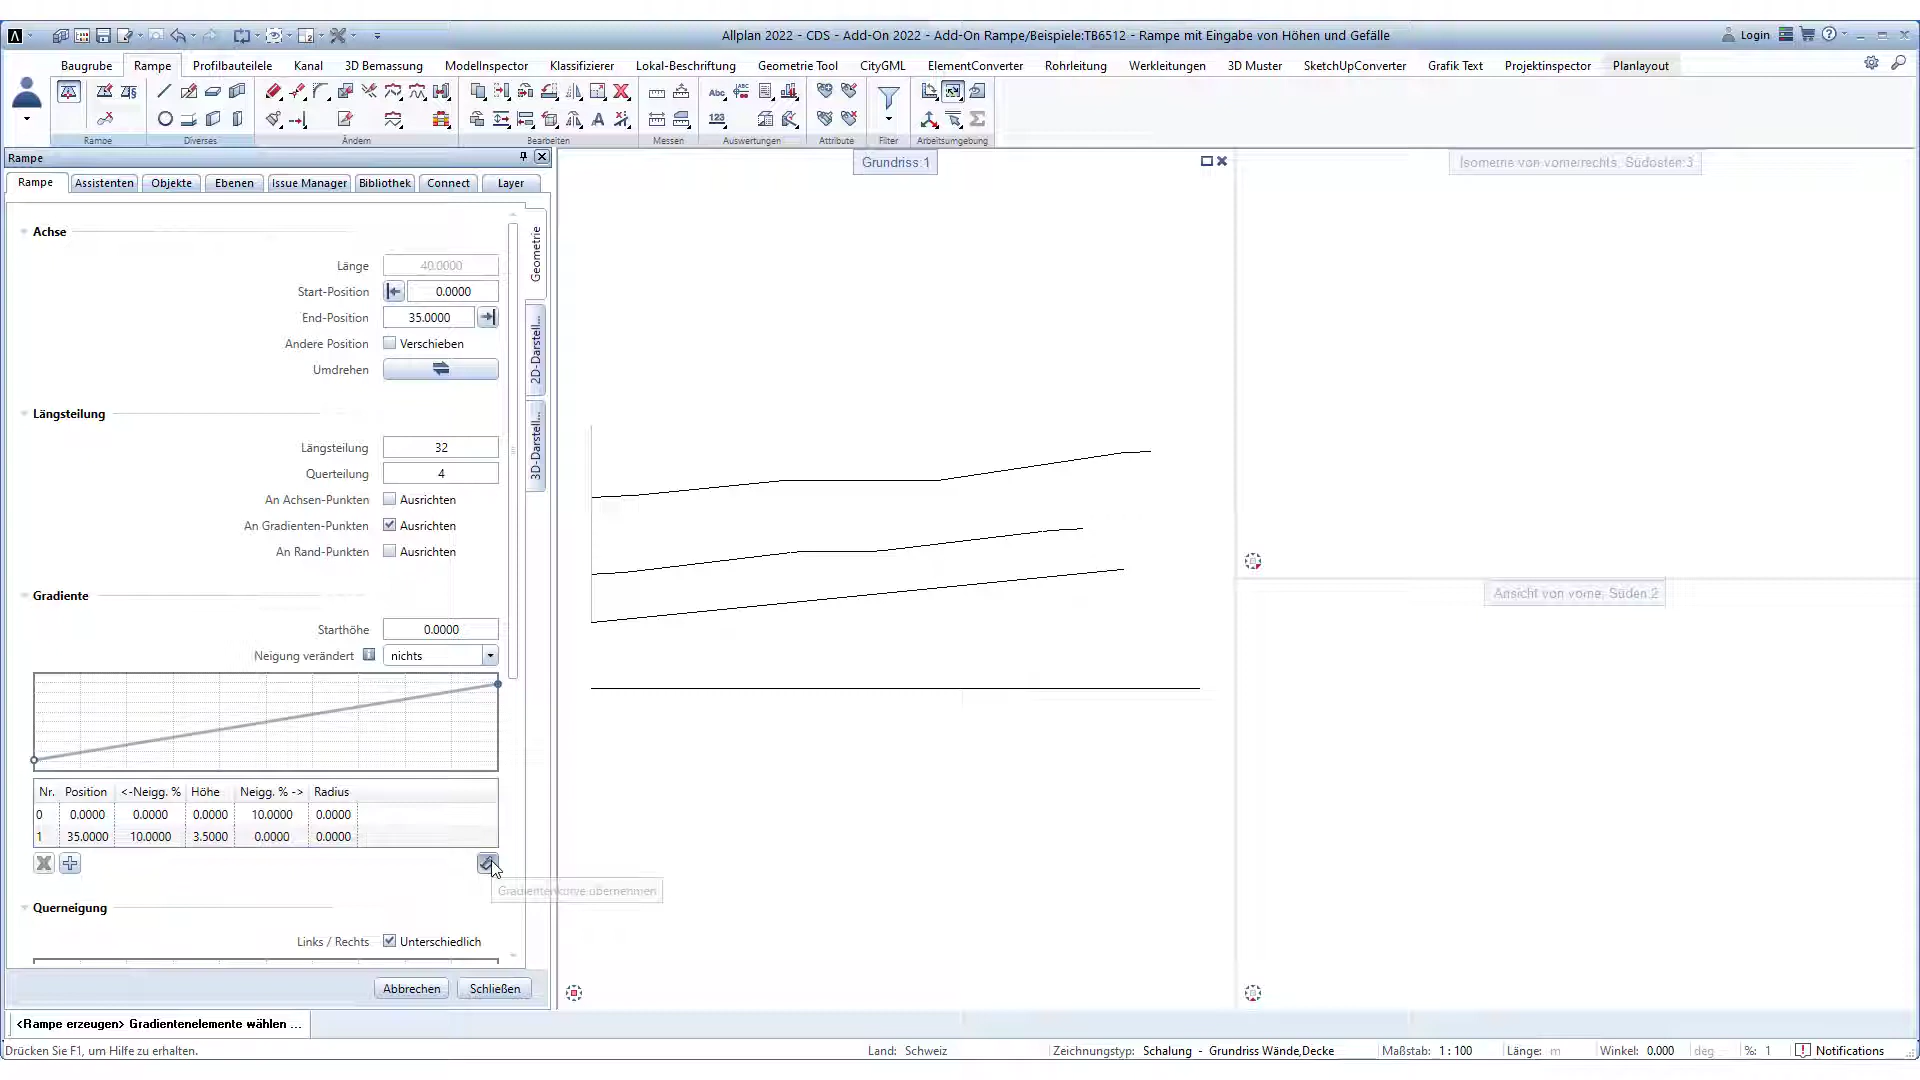 Allplan 2022 - CDS - Add-On 2022 - Add-On Rampe/Beispiele:TB6512 - Rampe mit Eingabe von Höhen und Gefälle
Login
Baugrube Rampe Profilbauteilele Kanal 3D Bemassung ModelInspector Klassifizierer Lokal-Beschriftung Geometrie Tool CityGML ElementConverter Rohrleitung Werkleitungen 3D Muster SketchUpConverter Grafik Text Projektinspector Planlayout
Abc
123
Rampe Diverses Ändern Bearbeiten Messen Auswertungen Attribute Filter Arbeitsumgebung
Rampe
Rampe Assistenten Objekte Ebenen Issue Manager Bibliothek Connect Layer
Geometrie
2D-Darstell...
3D-Darstell...
Achse
Länge 40.0000
Start-Position 0.0000
End-Position 35.0000
Andere Position Verschieben
Umdrehen
Längsteilung
Längsteilung 32
Querteilung 4
An Achsen-Punkten Ausrichten
An Gradienten-Punkten Ausrichten
An Rand-Punkten Ausrichten
Gradiente
Starthöhe 0.0000
Neigung verändert nichts
Nr. Position <-Neigg. % Höhe Neigg. % -> Radius
0 0.0000 0.0000 0.0000 10.0000 0.0000
1 35.0000 10.0000 3.5000 0.0000 0.0000
Gradientenkurve übernehmen
Querneigung
Links / Rechts Unterschiedlich
Abbrechen Schließen
Grundriss:1
Isometrie von vorne/rechts, Südosten:3
Ansicht von vorne, Süden:2
<Rampe erzeugen> Gradientenelemente wählen ...
Drücken Sie F1, um Hilfe zu erhalten. Land: Schweiz Zeichnungstyp: Schalung - Grundriss Wände,Decke Maßstab: 1 : 100 Länge: m Winkel: 0.000 deg %: 1 Notifications